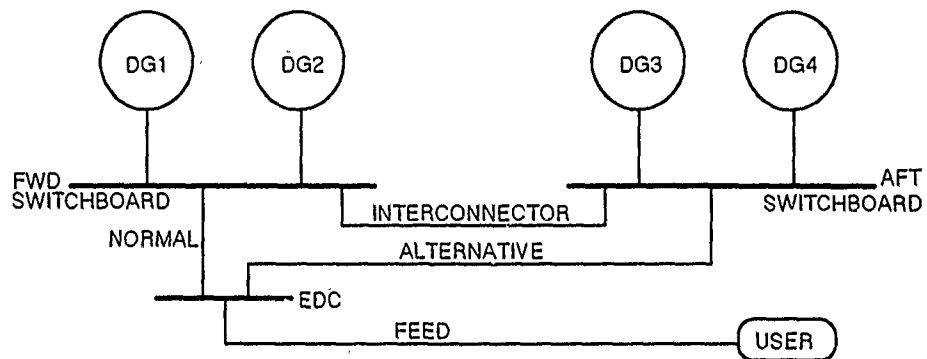 DG1
DG2
DG3
DG4
FWD
SWITCHBOARD
AFT
SWITCHBOARD
INTERCONNECTOR
NORMAL
ALTERNATIVE
EDC
FEED
USER